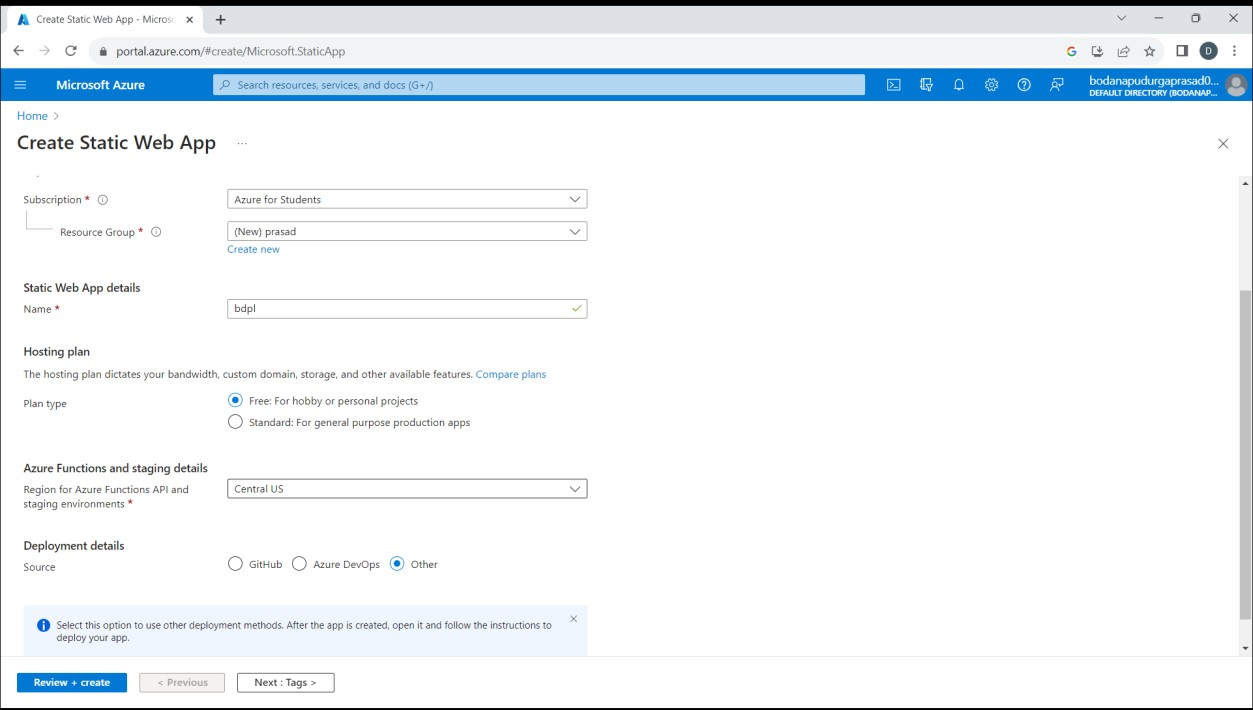 Create Static Web App - Microso
portal.azure.com/#create/Microsoft.StaticApp
D
Microsoft Azure
Search resources, services, and docs (G+/)
bodanapudurgaprasad0...
DEFAULT DIRECTORY (BODANAP...
Home >
Create Static Web App ...
Subscription *
Azure for Students
Resource Group *
(New) prasad
Create new
Static Web App details
Name *
bdpl
Hosting plan
The hosting plan dictates your bandwidth, custom domain, storage, and other available features. Compare plans
Plan type
Free: For hobby or personal projects
Standard: For general purpose production apps
Azure Functions and staging details
Region for Azure Functions API and
staging environments *
Central US
Deployment details
Source
GitHub
Azure DevOps
Other
Select this option to use other deployment methods. After the app is created, open it and follow the instructions to
deploy your app.
Review + create
< Previous
Next : Tags >